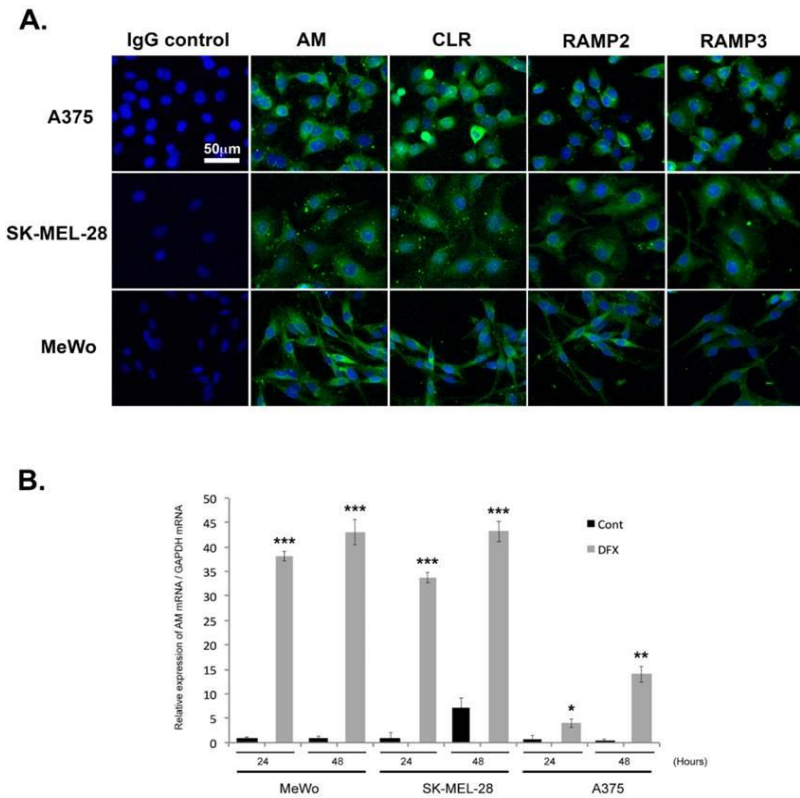 A.
IgG control AM CLR RAMP2 RAMP3
A375
50μm
SK-MEL-28
MeWo
B.
Relative expression of AM mRNA / GAPDH mRNA
50
45
40
35
30
25
20
15
10
5
0
***
***
***
***
*
**
Cont
DFX
24 48 24 48 24 48 (Hours)
MeWo SK-MEL-28 A375